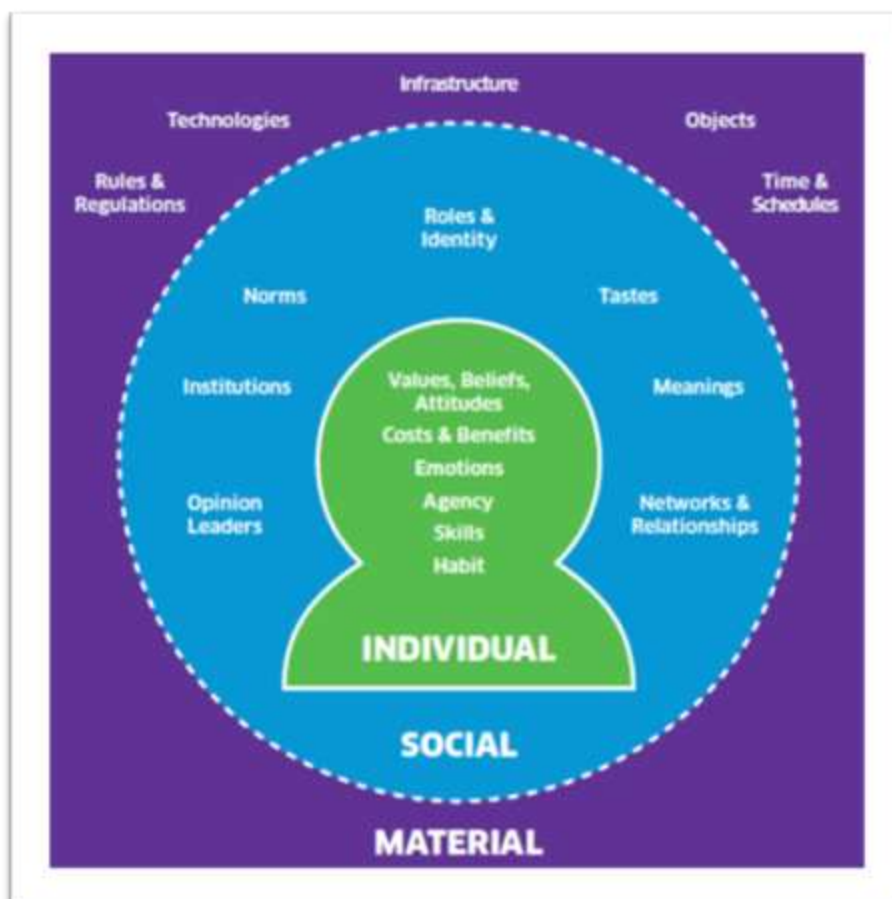 Infrastructure
Technologies
Objects
Rules &
Regulations
Time &
Schedules
Roles &
Identity
Norms
Tastes
Institutions
Values, Beliefs,
Attitudes
Meanings
Costs & Benefits
Emotions
Agency
Opinion
Leaders
Networks &
Relationships
Skills
Habit
INDIVIDUAL
SOCIAL
MATERIAL